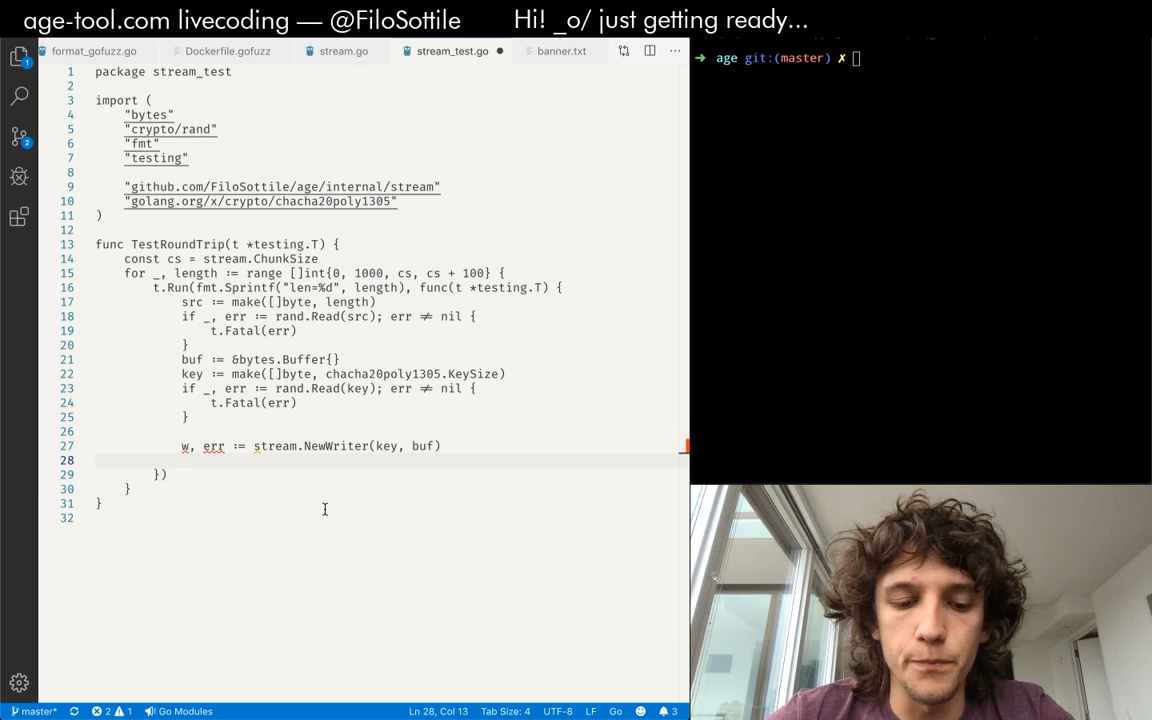 age-tool.com livecoding — @FiloSottile
Hi! _o/ just getting ready...
format_gofuzz.go
Dockerfile.gofuzz
stream.go
stream_test.go
banner.txt
➜ age git:(master) ✗
1 package stream_test
2
3 import (
4 "bytes"
5 "crypto/rand"
6 "fmt"
7 "testing"
8
9 "github.com/FiloSottile/age/internal/stream"
10 "golang.org/x/crypto/chacha20poly1305"
11 )
12
13 func TestRoundTrip(t *testing.T) {
14 const cs = stream.ChunkSize
15 for _, length := range []int{0, 1000, cs, cs + 100} {
16 t.Run(fmt.Sprintf("len=%d", length), func(t *testing.T) {
17 src := make([]byte, length)
18 if _, err := rand.Read(src); err ≠ nil {
19 t.Fatal(err)
20 }
21 buf := &bytes.Buffer{}
22 key := make([]byte, chacha20poly1305.KeySize)
23 if _, err := rand.Read(key); err ≠ nil {
24 t.Fatal(err)
25 }
26
27 w, err := stream.NewWriter(key, buf)
28
29 })
30 }
31 }
32
1
2
master*
2
1
Go Modules
Ln 28, Col 13
Tab Size: 4
UTF-8
LF
Go
3